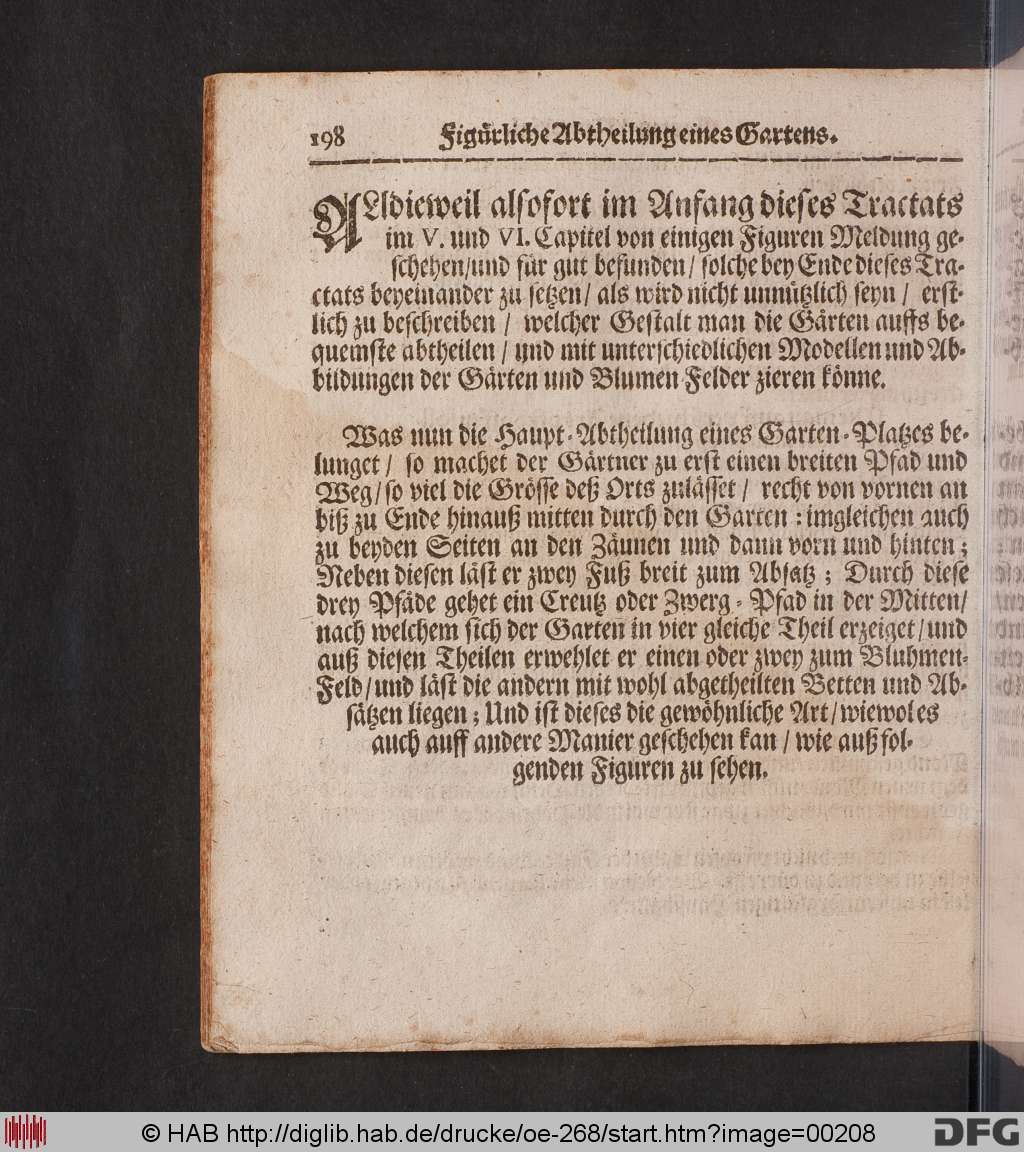 198 Figürliche Abtheilung eines Gartens.
ALldieweil alsofort im Anfang dieses Tractats
im V. und VI. Capitel von einigen Figuren Meldung ge-
schehen/und für gut befunden/ solche bey Ende dieses Tra-
ctats beyeinander zu setzen/ als wird nicht unnützlich seyn/ erst-
lich zu beschreiben/ welcher Gestalt man die Gärten auffs be-
quemste abtheilen/ und mit unterschiedlichen Modellen und Ab-
bildungen der Gärten und Blumen Felder zieren könne.
Was nun die Haupt-Abtheilung eines Garten-Platzes be-
lunget/ so machet der Gärtner zu erst einen breiten Pfad und
Weg/so viel die Grösse deß Orts zulässet/ recht von vornen an
biß zu Ende hinauß mitten durch den Garten: imgleichen auch
zu beyden Seiten an den Zäunen und dann vorn und hinten;
Neben diesen läst er zwey Fuß breit zum Absatz; Durch diese
drey Pfäde gehet ein Creutz oder Zwerg-Pfad in der Mitten/
nach welchem sich der Garten in vier gleiche Theil erzeiget/und
auß diesen Theilen erwehlet er einen oder zwey zum Bluhmen-
Feld/und läst die andern mit wohl abgetheilten Betten und Ab-
sätzen liegen; Und ist dieses die gewöhnliche Art/wiewol es
auch auff andere Manier geschehen kan/ wie auß fol-
genden Figuren zu sehen.
© HAB http://diglib.hab.de/drucke/oe-268/start.htm?image=00208
DFG